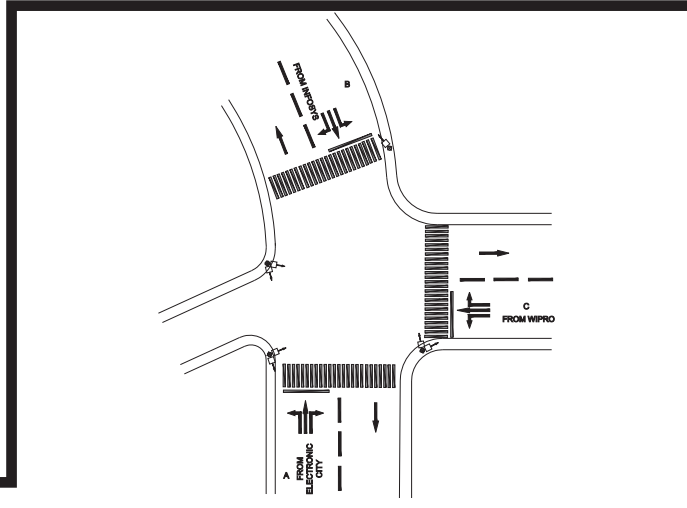 FROM INFOSYS
B
C
FROM WIPRO
A
FROM
ELECTRONIC
CITY